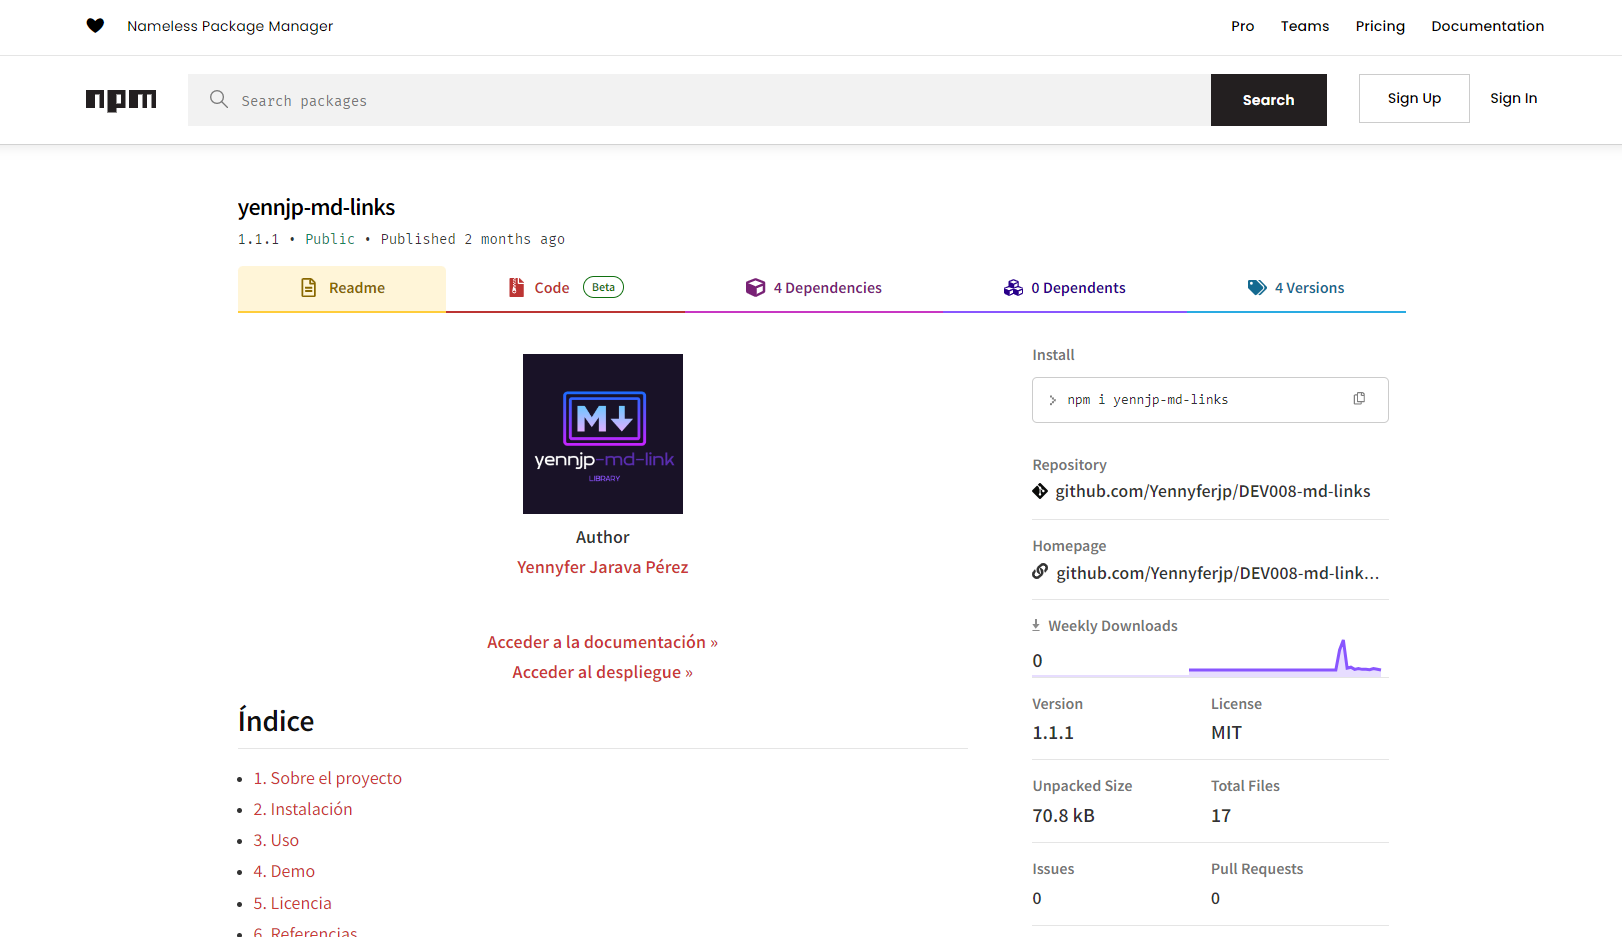 Nameless Package Manager
Pro Teams Pricing Documentation
npm
Search packages
Search
Sign Up
Sign In
yennjp-md-links
1.1.1 • Public • Published 2 months ago
Readme
Code Beta
4 Dependencies
0 Dependents
4 Versions
M
yennjp-md-link
LIBRARY
Author
Yennyfer Jarava Pérez
Acceder a la documentación »
Acceder al despliegue »
Índice
• 1. Sobre el proyecto
• 2. Instalación
• 3. Uso
• 4. Demo
• 5. Licencia
• 6. Referencias
Install
> npm i yennjp-md-links
Repository
github.com/Yennyferjp/DEV008-md-links
Homepage
github.com/Yennyferjp/DEV008-md-link...
Weekly Downloads
0
Version License
1.1.1 MIT
Unpacked Size Total Files
70.8 kB 17
Issues Pull Requests
0 0